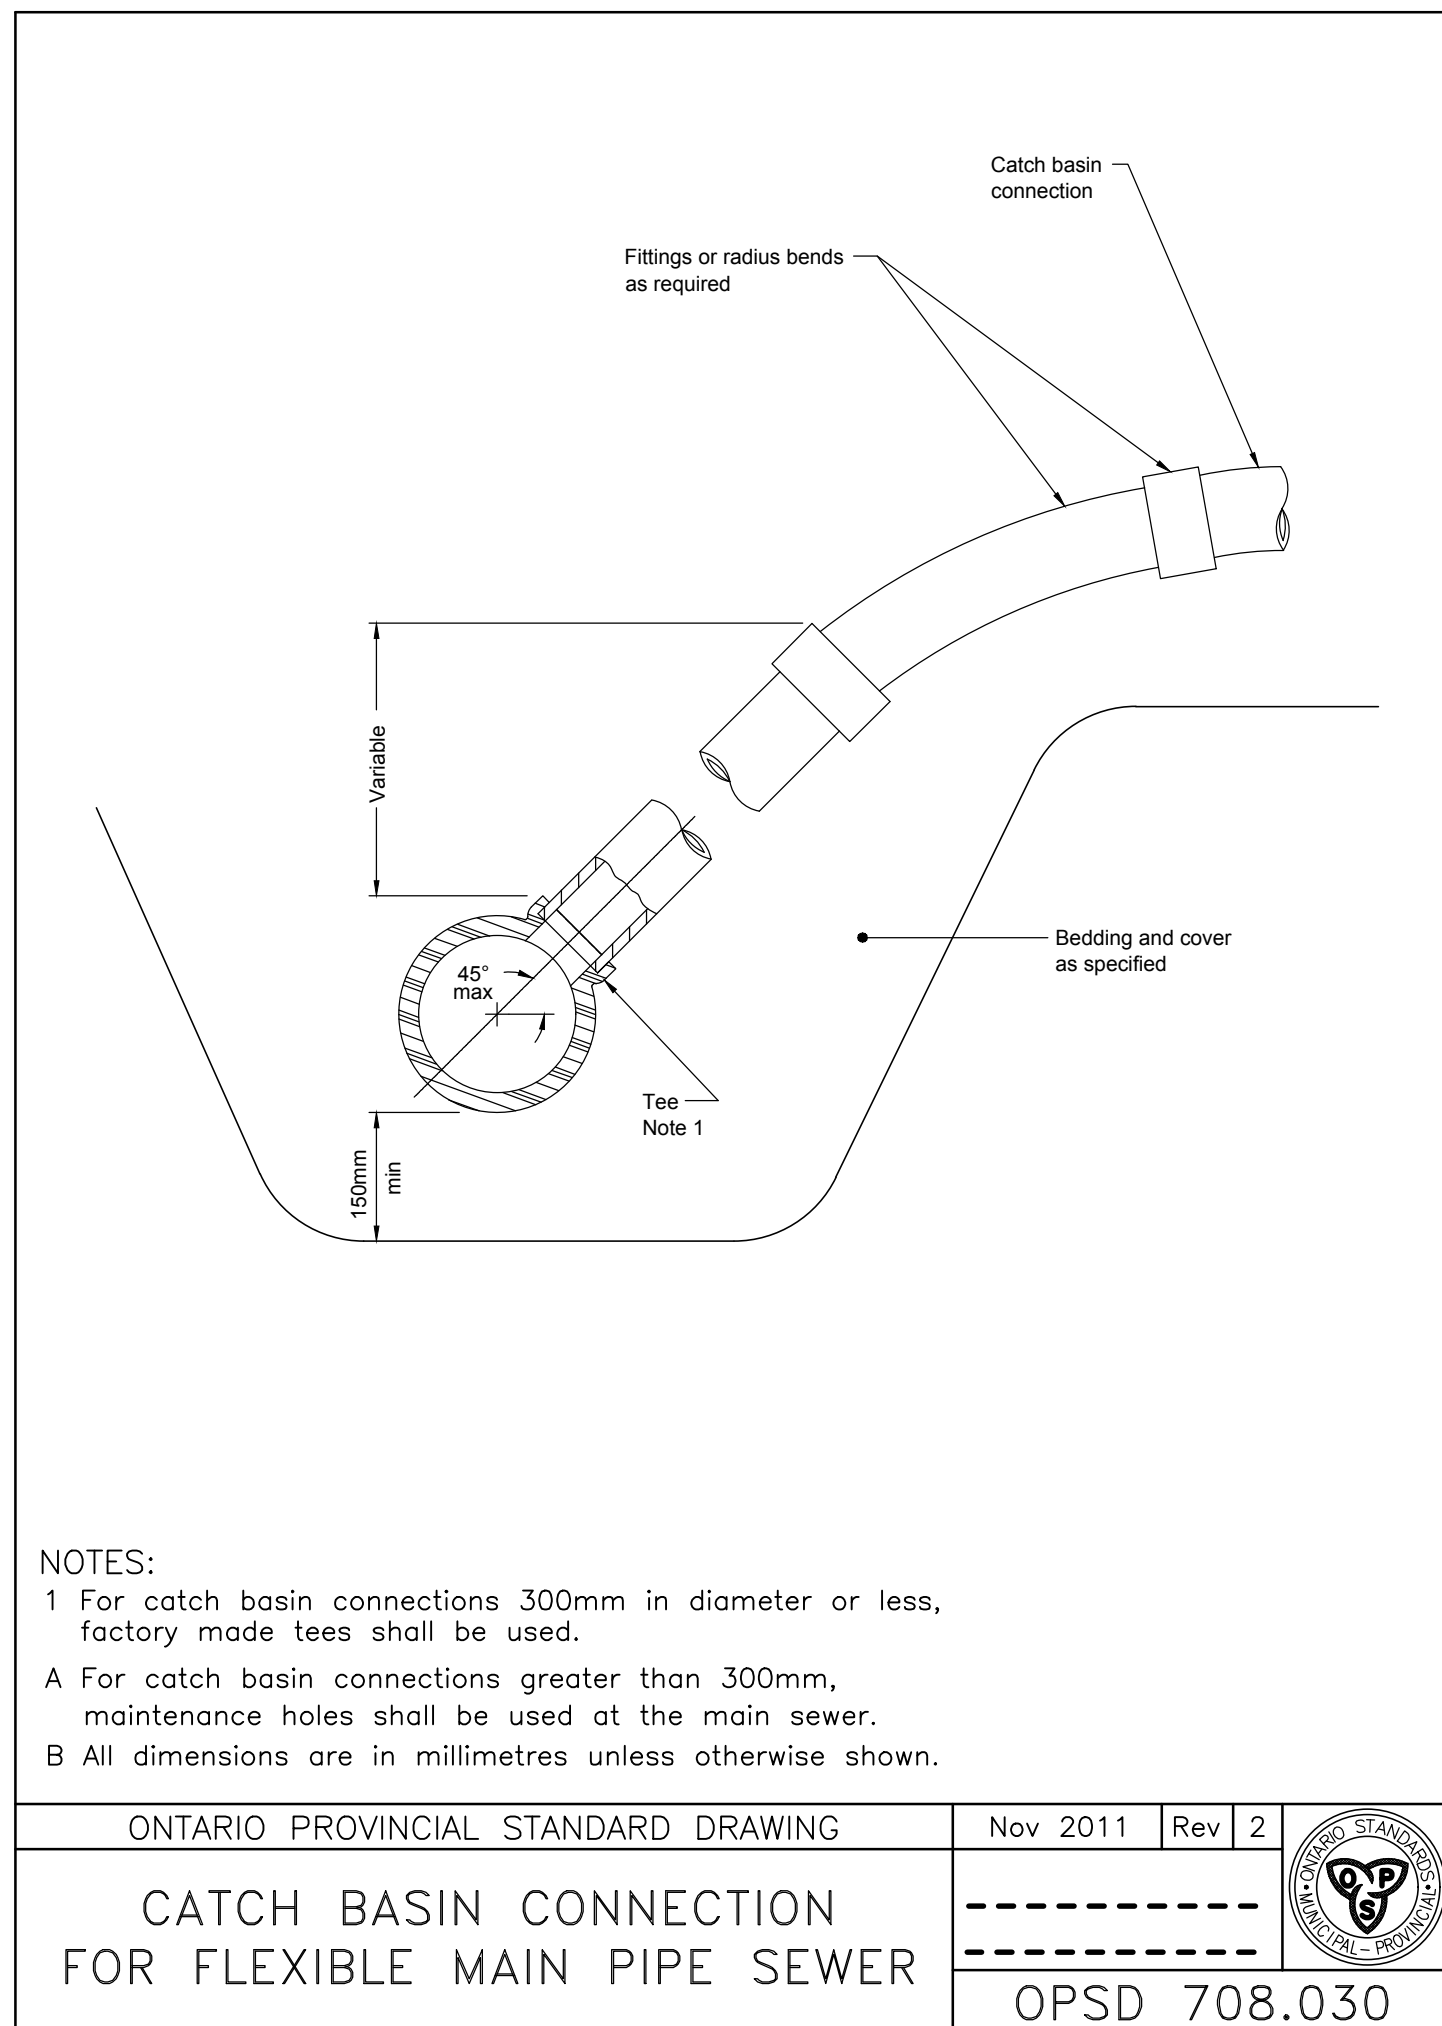 Catch basin
connection
Fittings or radius bends
as required
Variable
45°
max
Bedding and cover
as specified
Tee
Note 1
150mm
min
NOTES:
1 For catch basin connections 300mm in diameter or less,
factory made tees shall be used.
A For catch basin connections greater than 300mm,
maintenance holes shall be used at the main sewer.
B All dimensions are in millimetres unless otherwise shown.
ONTARIO PROVINCIAL STANDARD DRAWING
Nov 2011
Rev
2
CATCH BASIN CONNECTION
FOR FLEXIBLE MAIN PIPE SEWER
ONTARIO STANDARDS
MUNICIPAL – PROVINCIAL
OPS
OPSD 708.030